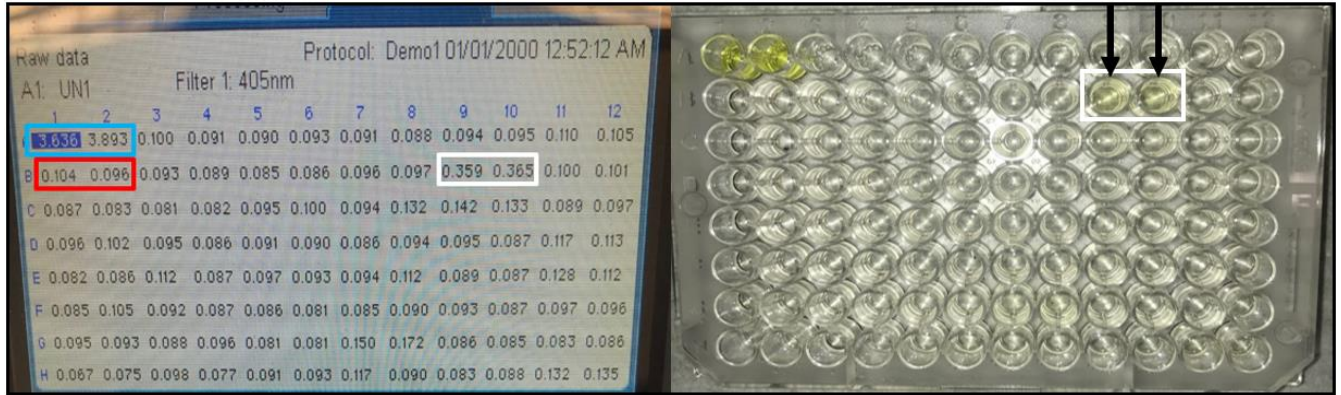 Raw data Protocol: Demo1 01/01/2000 12:52:12 AM
A1: UN1 Filter 1: 405nm
1 2 3 4 5 6 7 8 9 10 11 12
3.636 3.893 0.100 0.091 0.090 0.093 0.091 0.088 0.094 0.095 0.110 0.105
B 0.104 0.096 0.093 0.089 0.085 0.086 0.096 0.097 0.359 0.365 0.100 0.101
C 0.087 0.083 0.081 0.082 0.095 0.100 0.094 0.132 0.142 0.133 0.089 0.097
D 0.096 0.102 0.095 0.086 0.091 0.090 0.086 0.094 0.095 0.087 0.117 0.113
E 0.082 0.086 0.112 0.087 0.097 0.093 0.094 0.112 0.089 0.087 0.128 0.112
F 0.085 0.105 0.092 0.087 0.086 0.081 0.085 0.090 0.093 0.087 0.097 0.096
G 0.095 0.093 0.088 0.096 0.081 0.081 0.150 0.172 0.086 0.085 0.083 0.086
H 0.067 0.075 0.098 0.077 0.091 0.093 0.117 0.090 0.083 0.088 0.132 0.135